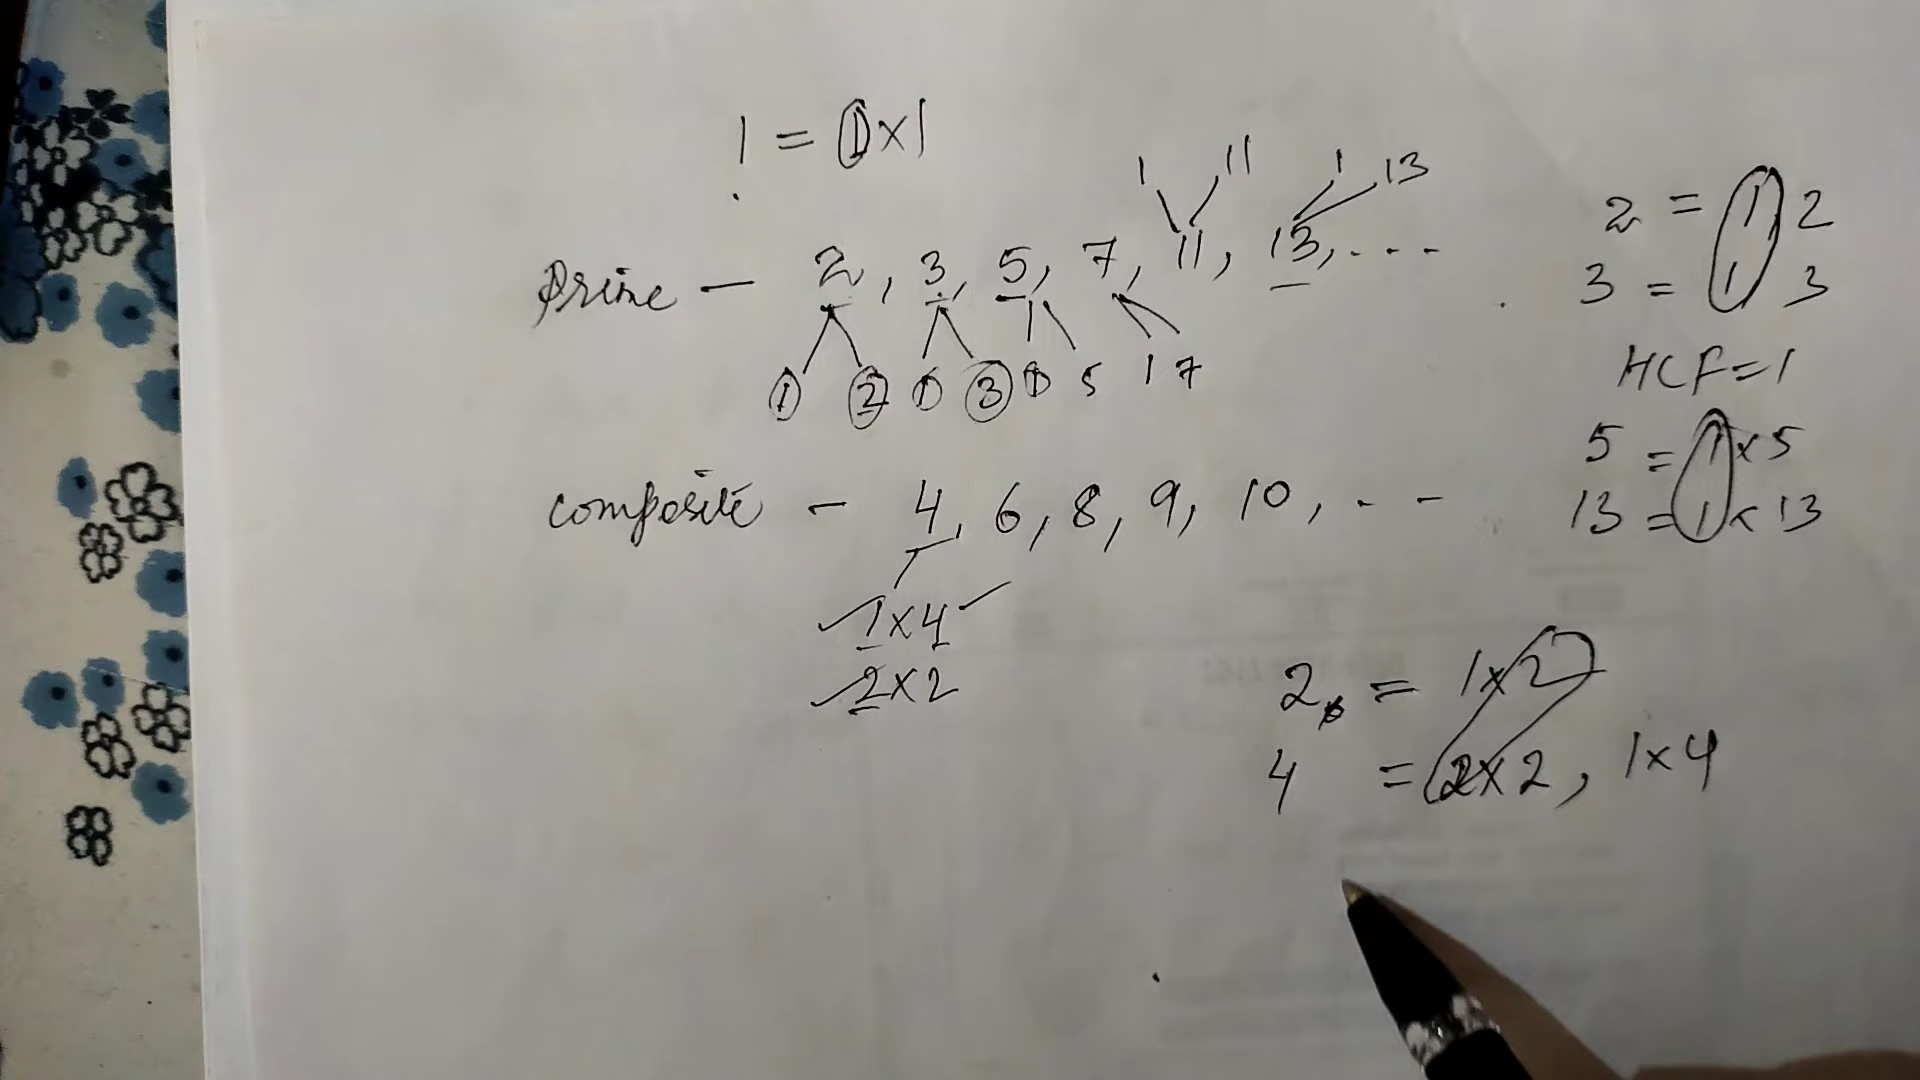 1 = 1×1
1 11 1 13
Prime — 2, 3, 5, 7, 11, 13, . . .
1 2 1 3 1 5 1 7
composite - 4, 6, 8, 9, 10, . . -
1×4
2×2
2 = 1 2
3 = 1 3
HCF=1
5 = 1×5
13 = 1×13
2, = 1×2
4 = 2×2, 1×4